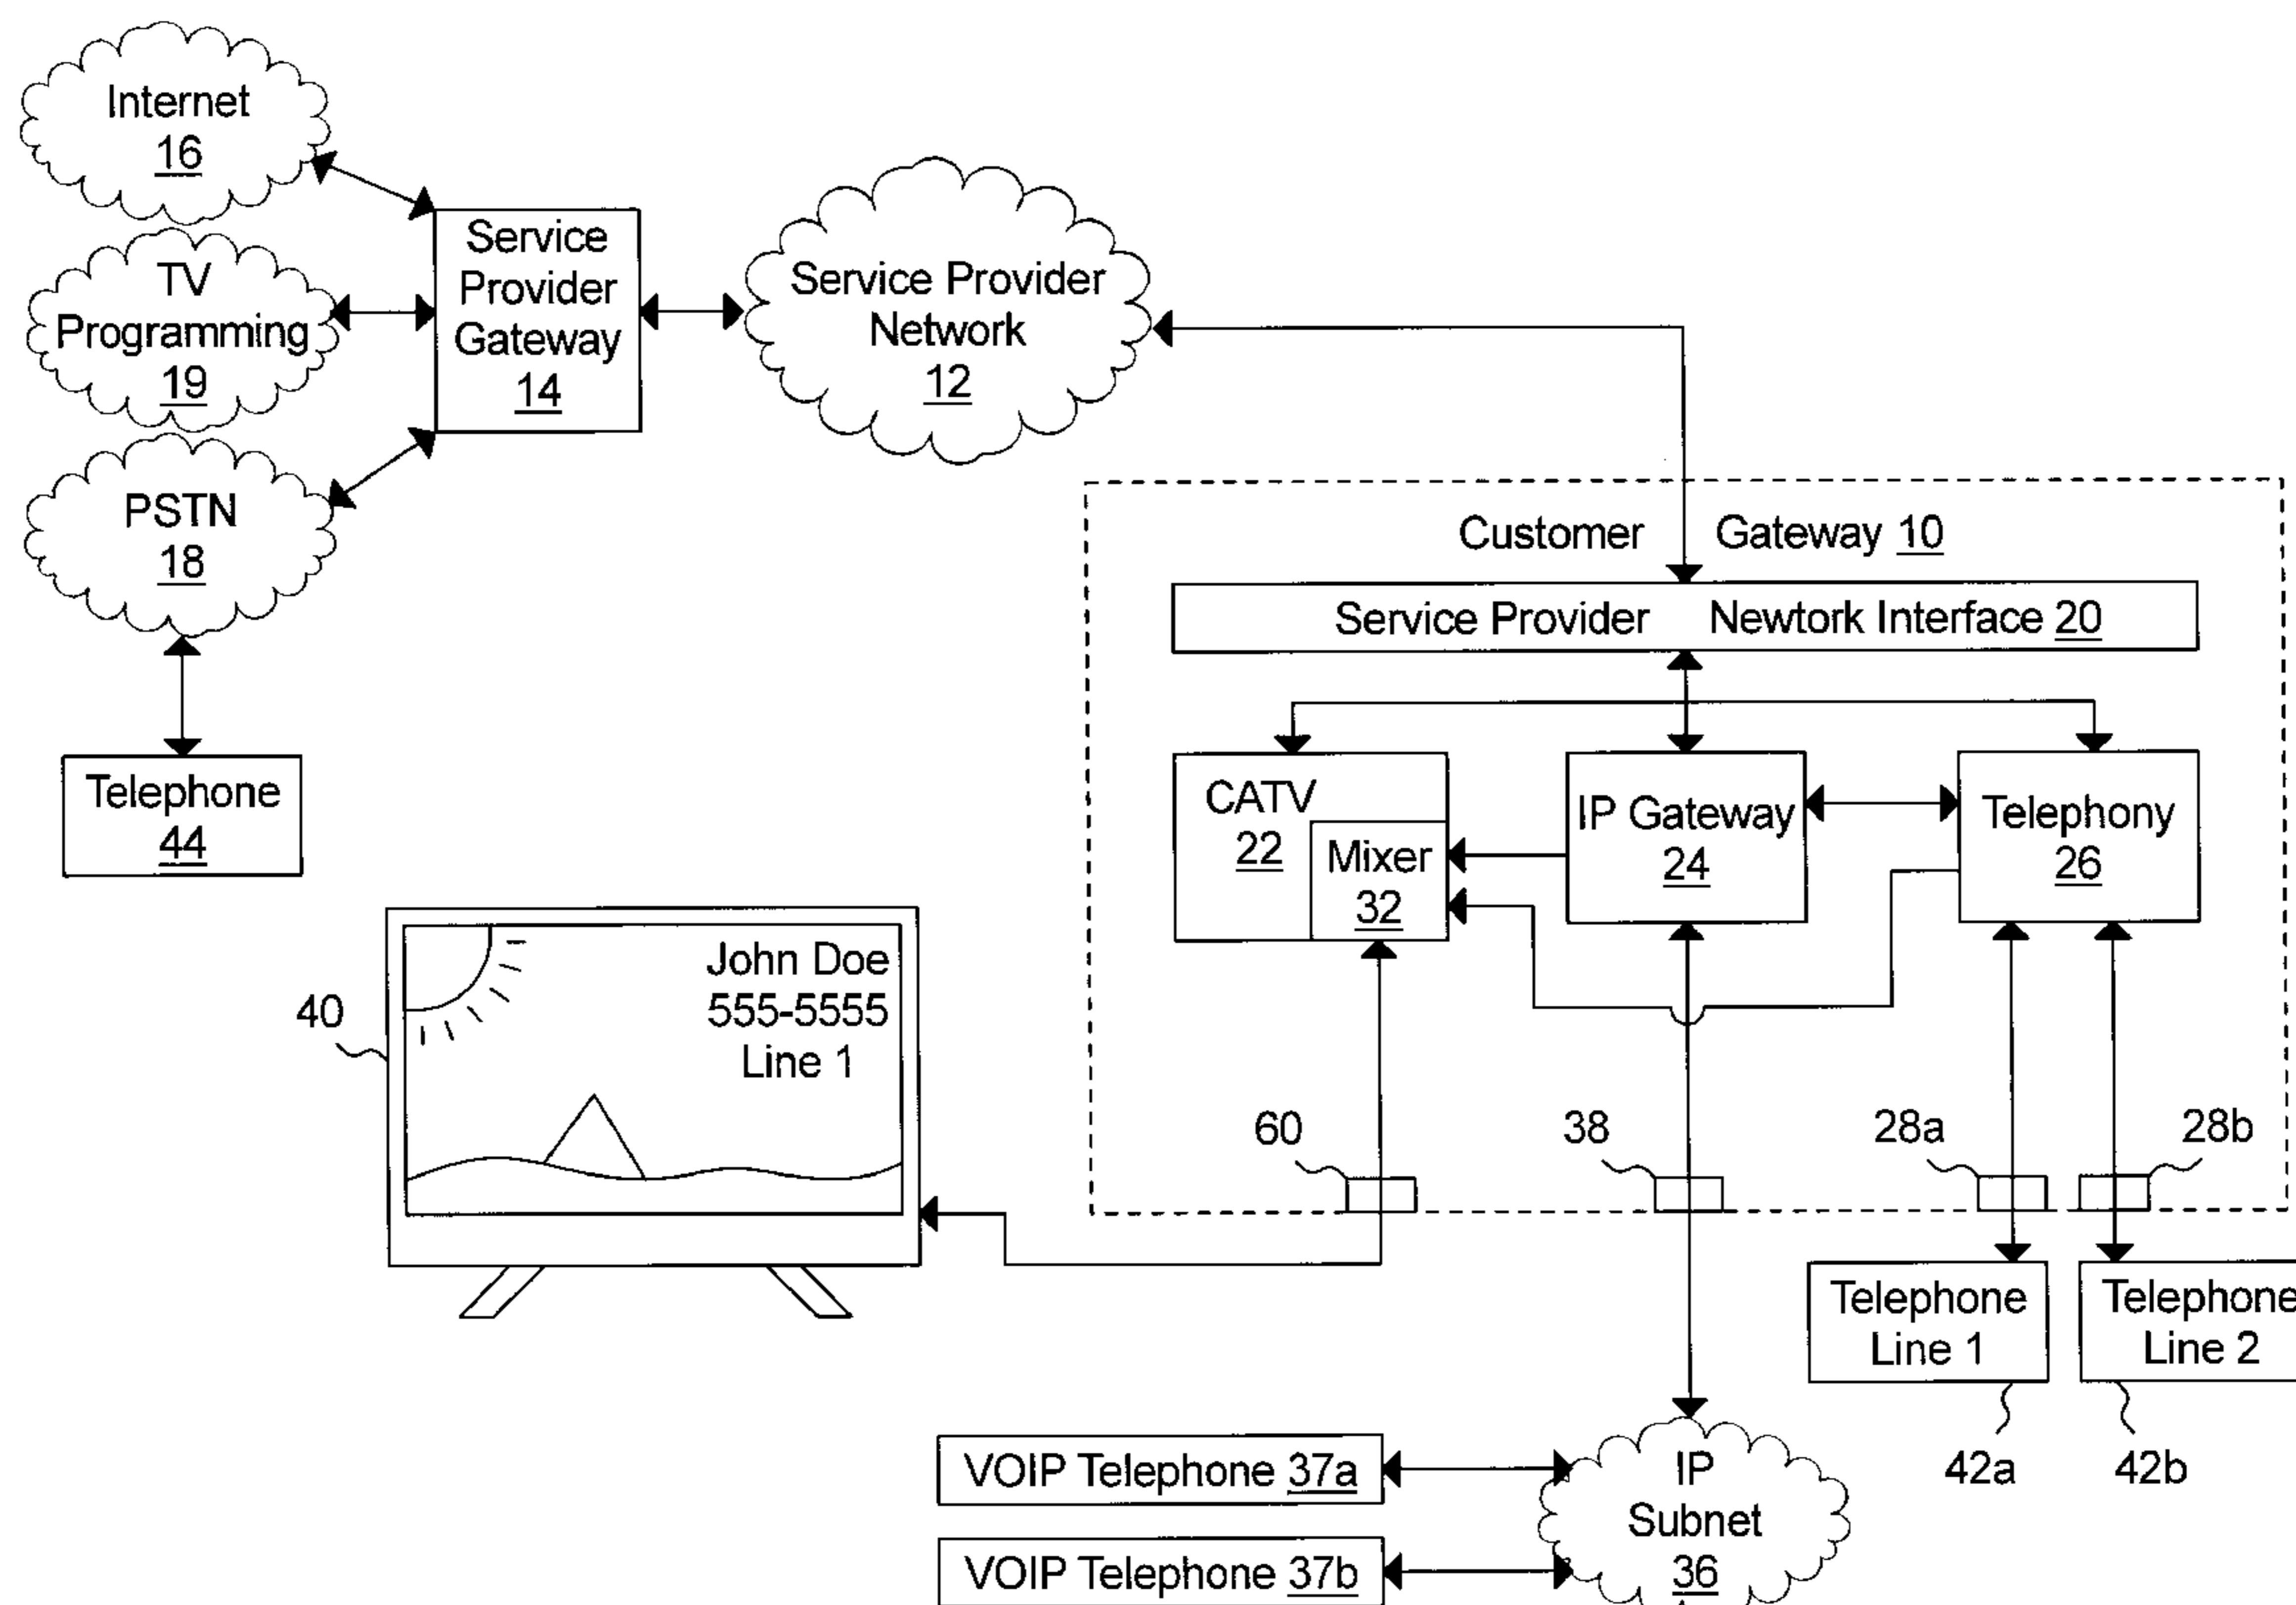 Internet
16
TV
Programming
19
PSTN
18
Telephone
44
Service
Provider
Gateway
14
Service Provider
Network
12
Customer Gateway 10
Service Provider Newtork Interface 20
CATV
22
Mixer
32
IP Gateway
24
Telephony
26
40
John Doe
555-5555
Line 1
60
38
28a
28b
Telephone
Line 1
Telephone
Line 2
42a
42b
VOIP Telephone 37a
VOIP Telephone 37b
IP
Subnet
36